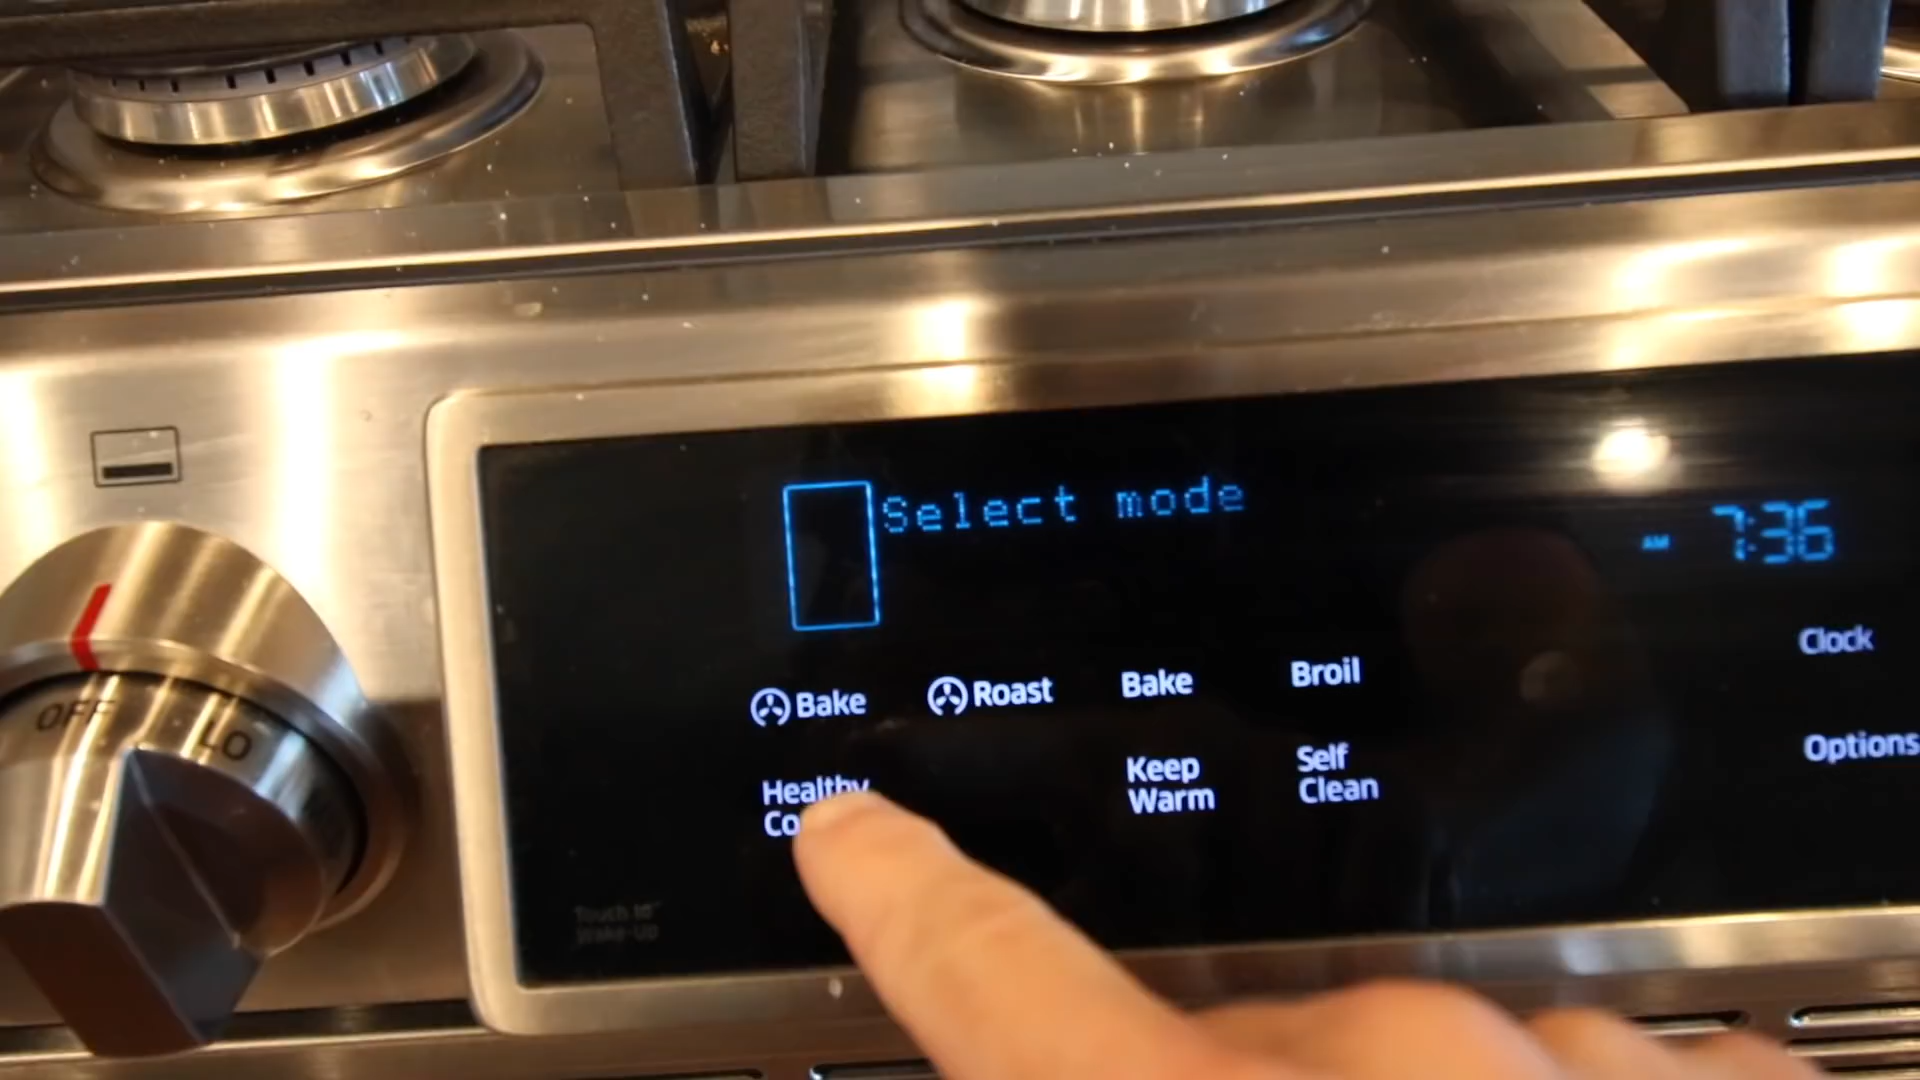 Select mode
AM 7:36
Clock
Bake Roast Bake Broil
Options
Healthy
Keep
Warm
Self
Clean
OFF LO
Touch to
Wake-Up